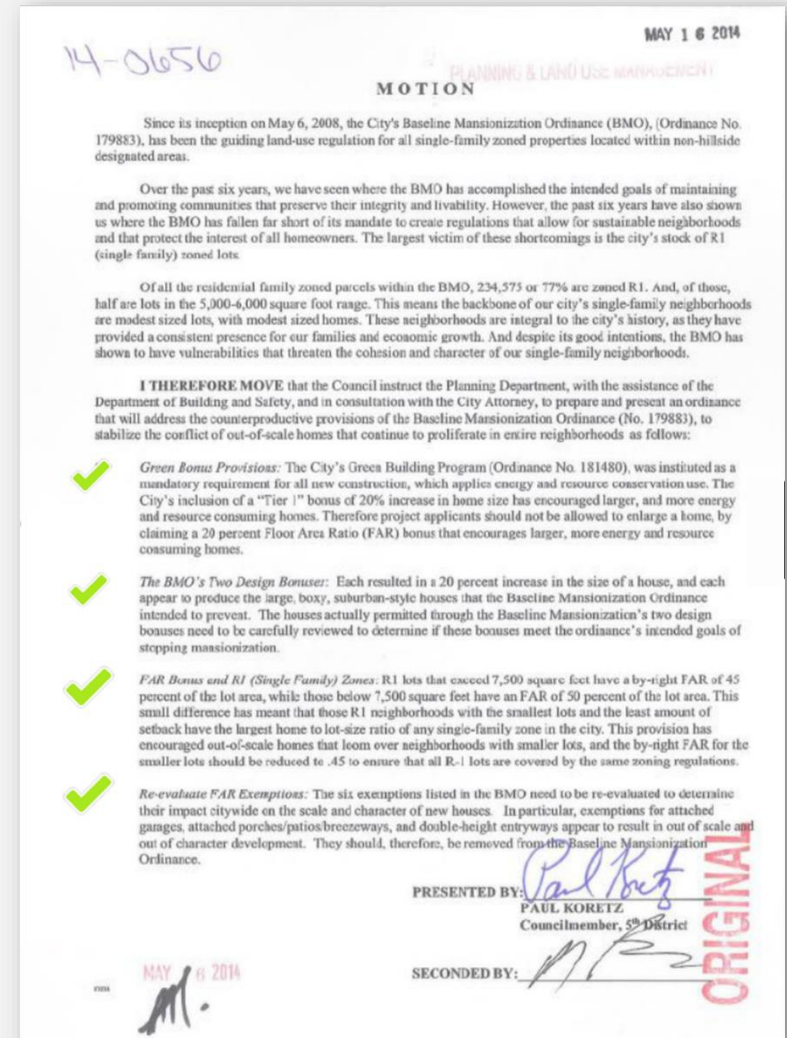 MAY 16 2014
14-0656
PLANNING & LAND USE MANAGEMENT
MOTION
Since its inception on May 6, 2008, the City's Baseline Mansionization Ordinance (BMO), (Ordinance No.
179883), has been the guiding land-use regulation for all single-family zoned properties located within non-hillside
designated areas.
Over the past six years, we have seen where the BMO has accomplished the intended goals of maintaining
and promoting communities that preserve their integrity and livability. However, the past six years have also shown
us where the BMO has fallen far short of its mandate to create regulations that allow for sustainable neighborhoods
and that protect the interest of all homeowners. The largest victim of these shortcomings is the city's stock of R1
(single family) zoned lots.
Of all the residential family zoned parcels within the BMO, 234,575 or 77% are zoned R1. And, of those,
half are lots in the 5,000-6,000 square foot range. This means the backbone of our city's single-family neighborhoods
are modest sized lots, with modest sized homes. These neighborhoods are integral to the city's history, as they have
provided a consistent presence for our families and economic growth. And despite its good intentions, the BMO has
shown to have vulnerabilities that threaten the cohesion and character of our single-family neighborhoods.
I THEREFORE MOVE that the Council instruct the Planning Department, with the assistance of the
Department of Building and Safety, and in consultation with the City Attorney, to prepare and present an ordinance
that will address the counterproductive provisions of the Baseline Mansionization Ordinance (No. 179883), to
stabilize the conflict of out-of-scale homes that continue to proliferate in entire neighborhoods as follows:
Green Bonus Provisions: The City's Green Building Program (Ordinance No. 181480), was instituted as a
mandatory requirement for all new construction, which applies energy and resource conservation use. The
City's inclusion of a "Tier 1" bonus of 20% increase in home size has encouraged larger, and more energy
and resource consuming homes. Therefore project applicants should not be allowed to enlarge a home, by
claiming a 20 percent Floor Area Ratio (FAR) bonus that encourages larger, more energy and resource
consuming homes.
The BMO's Two Design Bonuses: Each resulted in a 20 percent increase in the size of a house, and each
appear to produce the large, boxy, suburban-style houses that the Baseline Mansionization Ordinance
intended to prevent. The houses actually permitted through the Baseline Mansionization's two design
bonuses need to be carefully reviewed to determine if these bonuses meet the ordinance's intended goals of
stopping mansionization.
FAR Bonus and R1 (Single Family) Zones: R1 lots that exceed 7,500 square feet have a by-right FAR of 45
percent of the lot area, while those below 7,500 square feet have an FAR of 50 percent of the lot area. This
small difference has meant that those R1 neighborhoods with the smallest lots and the least amount of
setback have the largest home to lot-size ratio of any single-family zone in the city. This provision has
encouraged out-of-scale homes that loom over neighborhoods with smaller lots, and the by-right FAR for the
smaller lots should be reduced to .45 to ensure that all R-1 lots are covered by the same zoning regulations.
Re-evaluate FAR Exemptions: The six exemptions listed in the BMO need to be re-evaluated to determine
their impact citywide on the scale and character of new houses. In particular, exemptions for attached
garages, attached porches/patios/breezeways, and double-height entryways appear to result in out of scale and
out of character development. They should, therefore, be removed from the Baseline Mansionization
Ordinance.
PRESENTED BY: Paul Koretz
PAUL KORETZ
Councilmember, 5th District
SECONDED BY:
ORIGINAL
MAY 16 2014